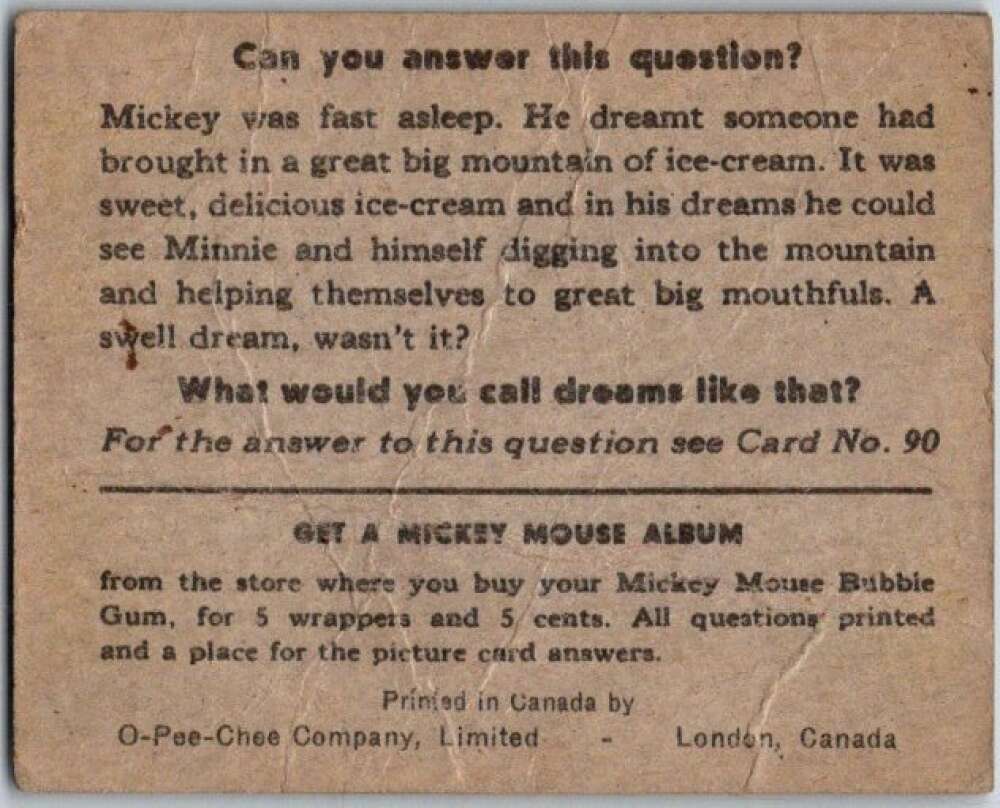 Can you answer this question?
Mickey was fast asleep. He dreamt someone had
brought in a great big mountain of ice-cream. It was
sweet, delicious ice-cream and in his dreams he could
see Minnie and himself digging into the mountain
and helping themselves to great big mouthfuls. A
swell dream, wasn't it?
What would you call dreams like that?
For the answer to this question see Card No. 90
GET A MICKEY MOUSE ALBUM
from the store where you buy your Mickey Mouse Bubble
Gum, for 5 wrappers and 5 cents. All questions printed
and a place for the picture card answers.
Printed in Canada by
O-Pee-Chee Company, Limited - London, Canada